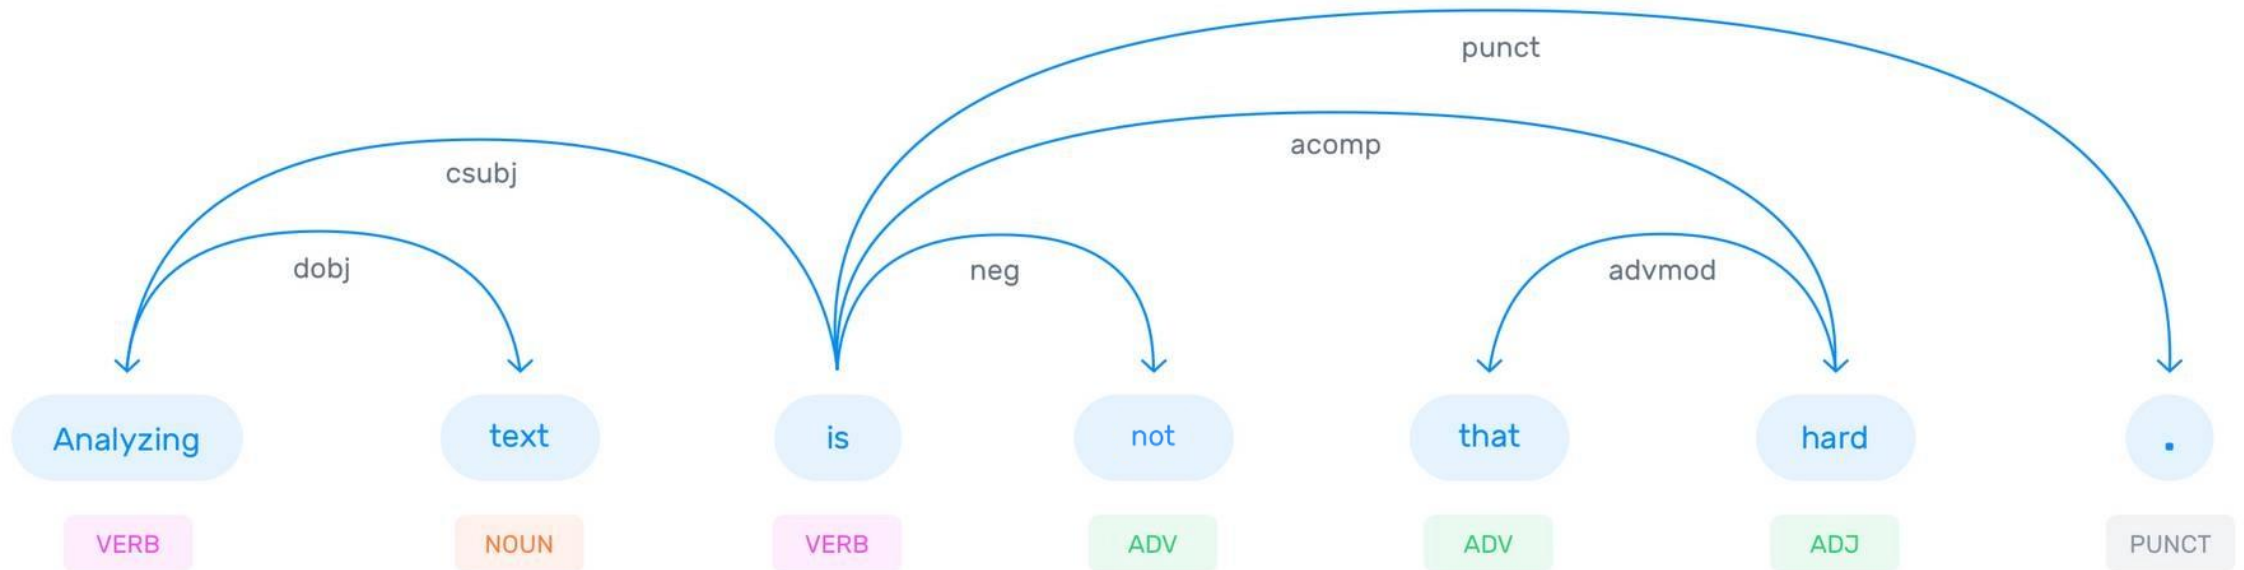 punct
acomp
csubj
dobj neg advmod
Analyzing text is not that hard .
VERB NOUN VERB ADV ADV ADJ PUNCT